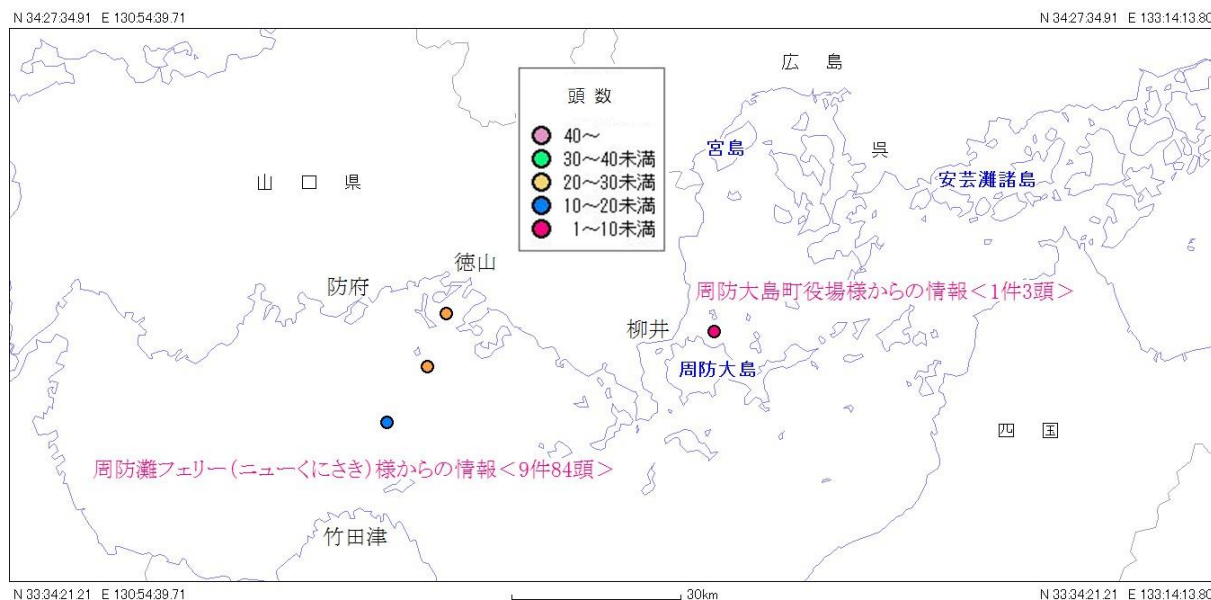 N 34:27:34.91 E 130:54:39.71
N 34:27:34.91 E 133:14:13.80
広 島
頭 数
40～
30～40未満
20～30未満
10～20未満
1～10未満
宮島
呉
安芸灘諸島
山 口 県
徳山
防府
周防大島町役場様からの情報＜1件3頭＞
柳井
周防大島
四 国
周防灘フェリー（ニューくにさき）様からの情報＜9件84頭＞
竹田津
N 33:34:21.21 E 130:54:39.71
30km
N 33:34:21.21 E 133:14:13.80